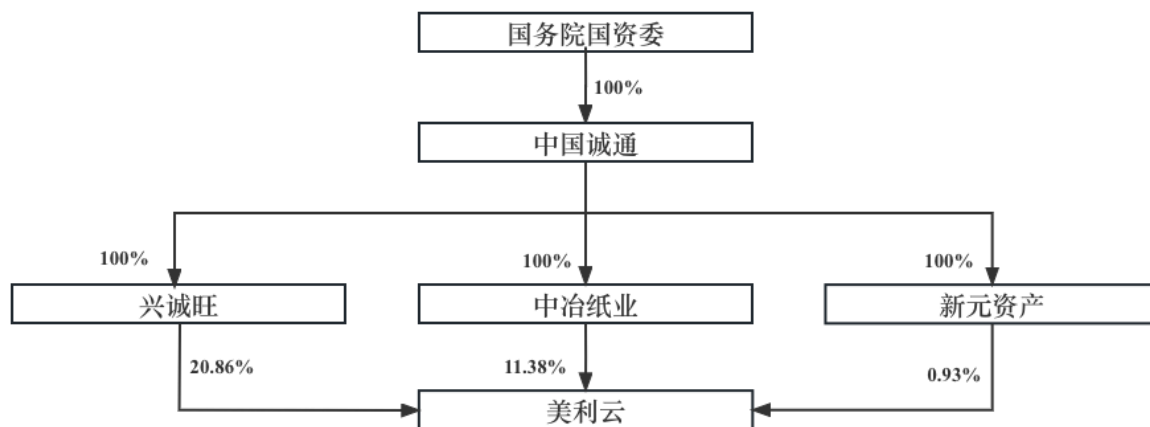 国务院国资委
100%
中国诚通
100%
100%
100%
兴诚旺
中冶纸业
新元资产
20.86%
11.38%
0.93%
美利云